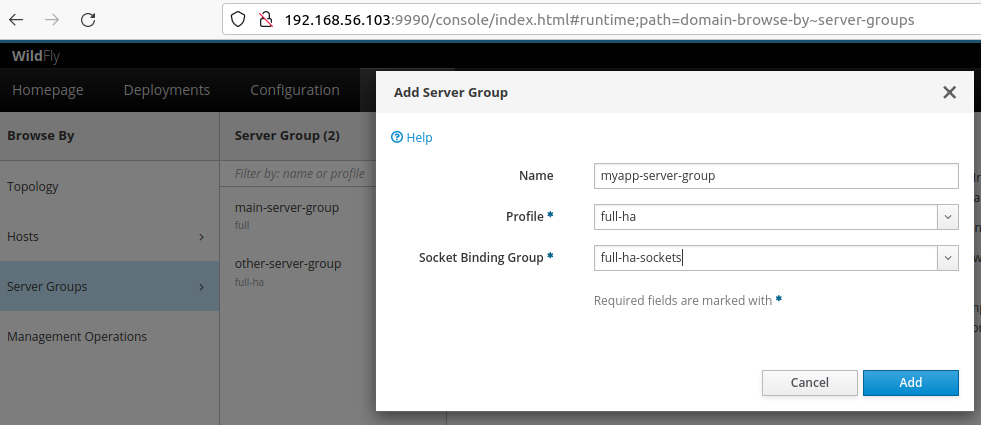 192.168.56.103:9990/console/index.html#runtime;path=domain-browse-by~server-groups
WildFly
Homepage Deployments Configuration
Browse By
Topology
Hosts
Server Groups
Management Operations
Server Group (2)
Filter by: name or profile
main-server-group
full
other-server-group
full-ha
Add Server Group
Help
Name myapp-server-group
Profile * full-ha
Socket Binding Group * full-ha-sockets
Required fields are marked with *
Cancel Add